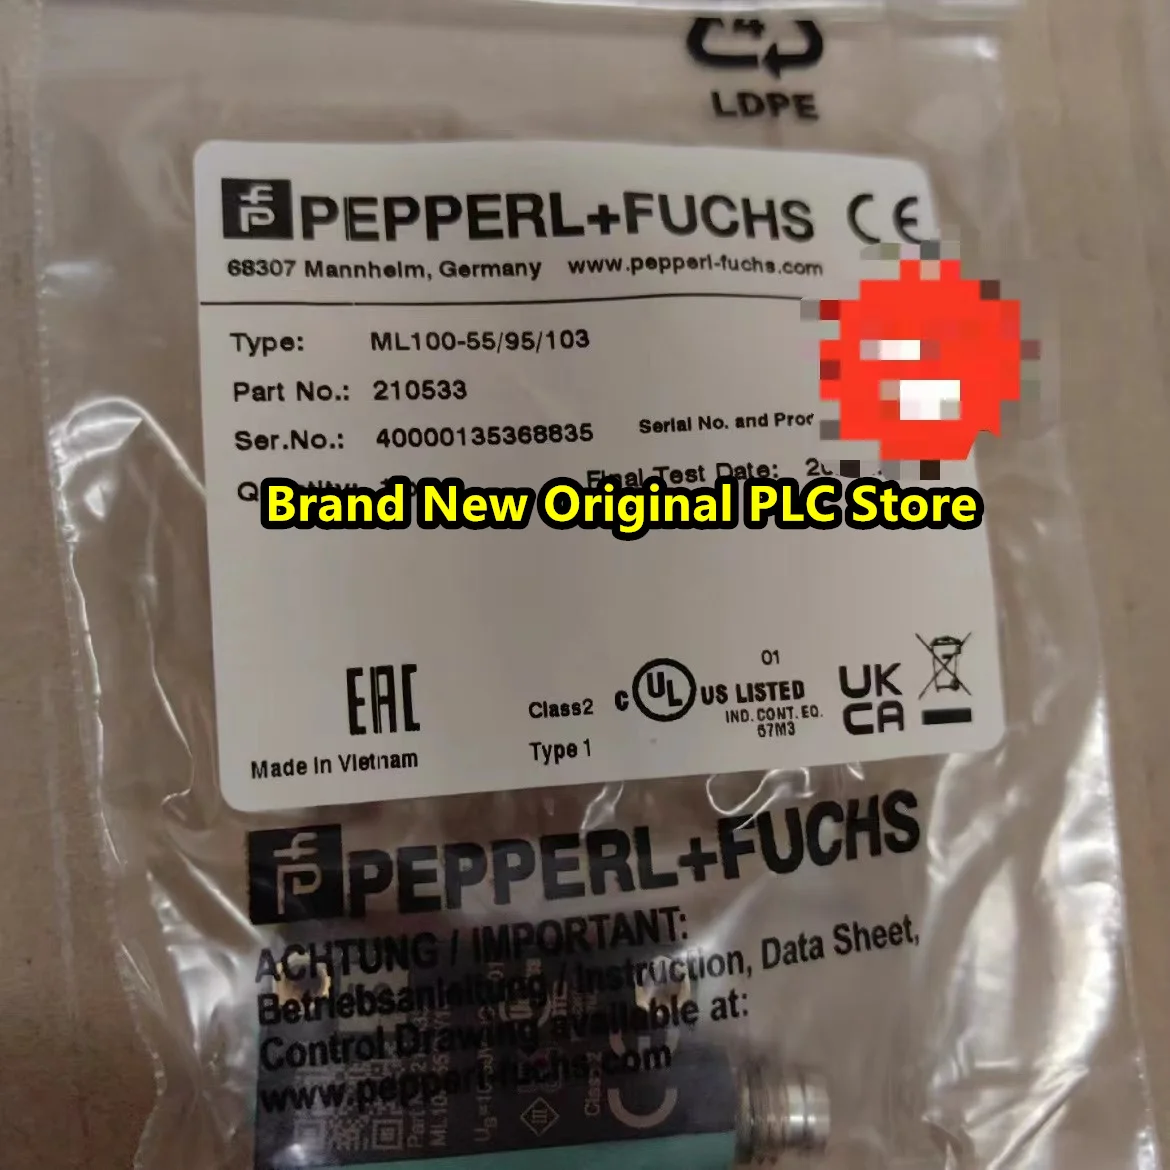 4
LDPE
PEPPERL+FUCHS CE
68307 Mannheim, Germany www.pepperl-fuchs.com
Type: ML100-55/95/103
Part No.: 210533
Ser.No.: 40000135368835 Serial No. and
Final Test Date:
Brand New Original PLC Store
EAC
Class2
Type 1
c UL US LISTED
01
IND. CONT. EQ.
67M3
UK
CA
Made in Vietnam
PEPPERL+FUCHS
ACHTUNG / IMPORTANT:
Betriebsanleitung / Instruction, Data Sheet,
Control Drawing available at:
www.pepperl-fuchs.com